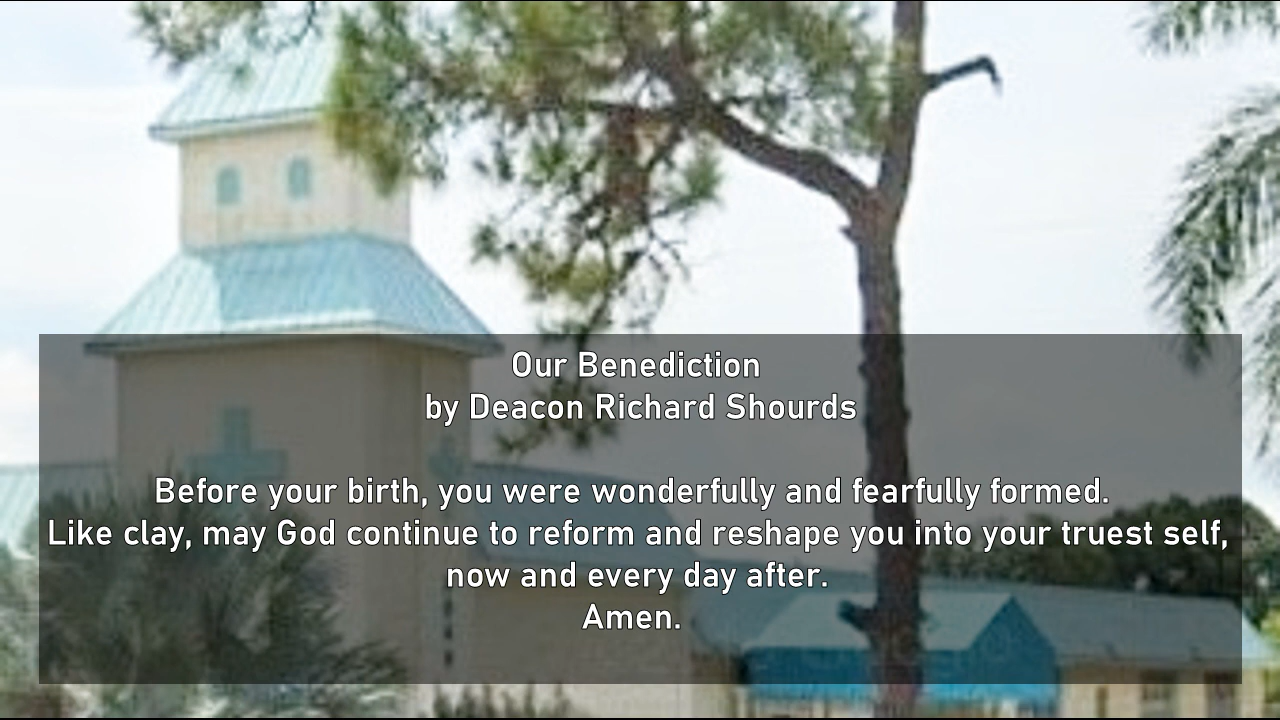 Our Benediction
by Deacon Richard Shourds
Before your birth, you were wonderfully and fearfully formed.
Like clay, may God continue to reform and reshape you into your truest self,
now and every day after.
Amen.